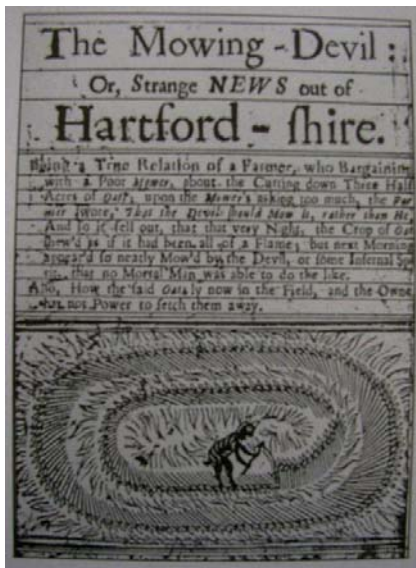 The Mowing-Devil:
Or, Strange NEWS out of
Hartford-shire.
Being a True Relation of a Farmer, who Bargaining
with a Poor Mower, about the Cutting down Three Half
Acres of Oats; upon the Mower's asking too much, the Far-
mer swore, That the Devil should Mow it, rather than He.
And so it fell out, that that very Night, the Crop of Oats
shew'd as if it had been all of a Flame; but next Morning
appear'd so neatly Mow'd by the Devil, or some Infernal Spi-
rit, that no Mortal Man was able to do the like.
Also, How the said Oats ly now in the Field, and the Owner
has not Power to fetch them away.